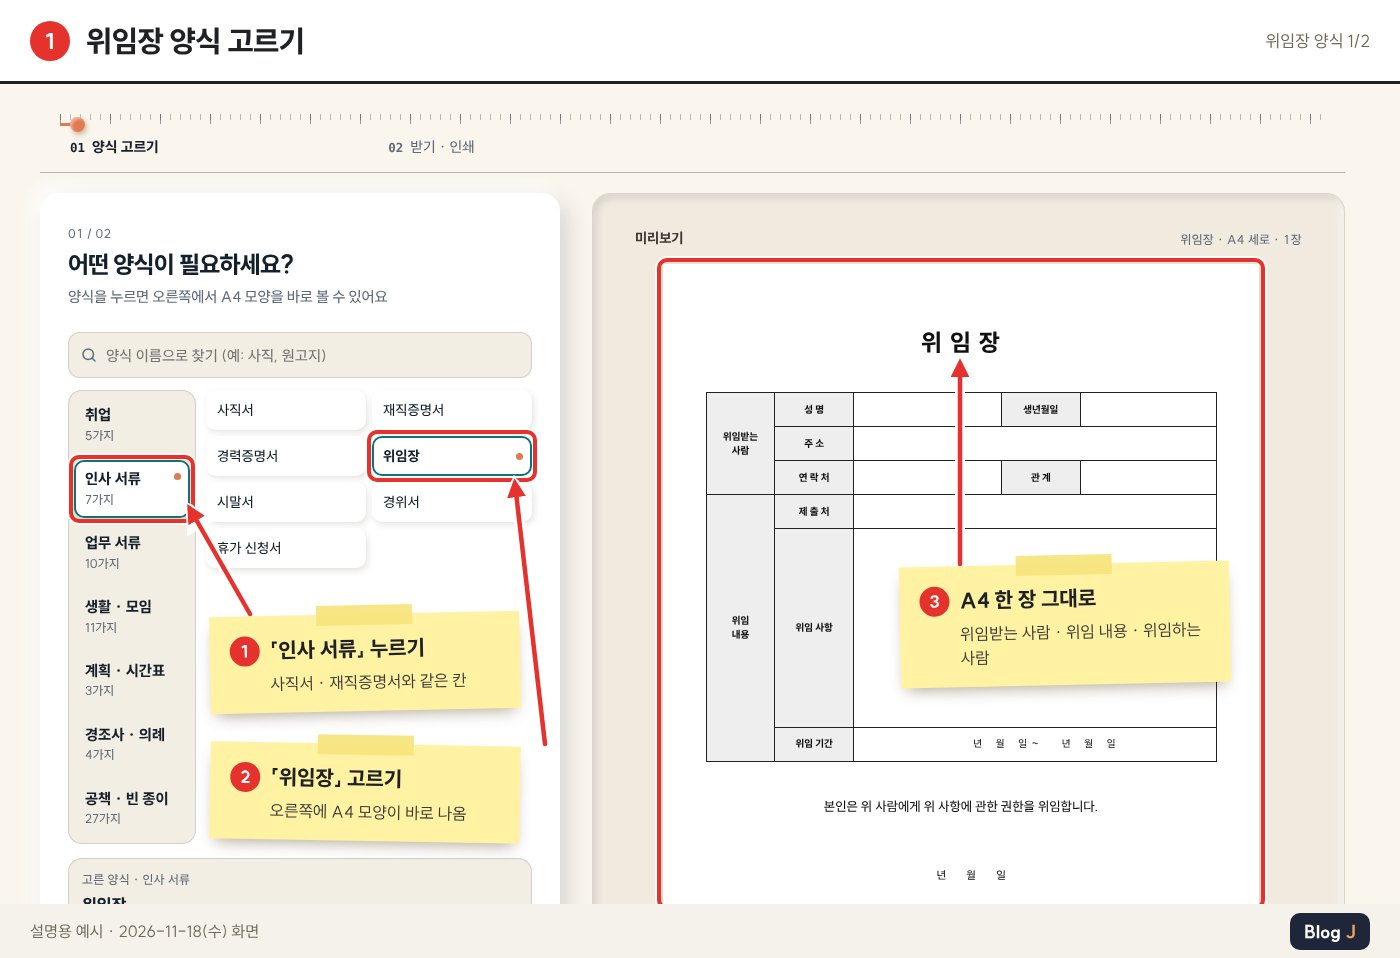 1 위임장 양식 고르기
위임장 양식 1/2
01 양식 고르기
02 받기 · 인쇄
01 / 02
어떤 양식이 필요하세요?
양식을 누르면 오른쪽에서 A4 모양을 바로 볼 수 있어요
양식 이름으로 찾기 (예: 사직, 원고지)
취업
5가지
인사 서류
7가지
업무 서류
10가지
생활 · 모임
11가지
계획 · 시간표
3가지
경조사 · 의례
4가지
공책 · 빈 종이
27가지
사직서
재직증명서
경력증명서
위임장
시말서
경위서
휴가 신청서
1 「인사 서류」 누르기
사직서 · 재직증명서와 같은 칸
2 「위임장」 고르기
오른쪽에 A4 모양이 바로 나옴
고른 양식 · 인사 서류
위임장
미리보기
위임장 · A4 세로 · 1장
위 임 장
위임받는
사람
성 명
생년월일
주 소
연 락 처
관 계
위임
내용
제 출 처
위임 사항
위임 기간
년 월 일 ~ 년 월 일
3 A4 한 장 그대로
위임받는 사람 · 위임 내용 · 위임하는
사람
본인은 위 사람에게 위 사항에 관한 권한을 위임합니다.
년 월 일
설명용 예시 · 2026-11-18(수) 화면
Blog J